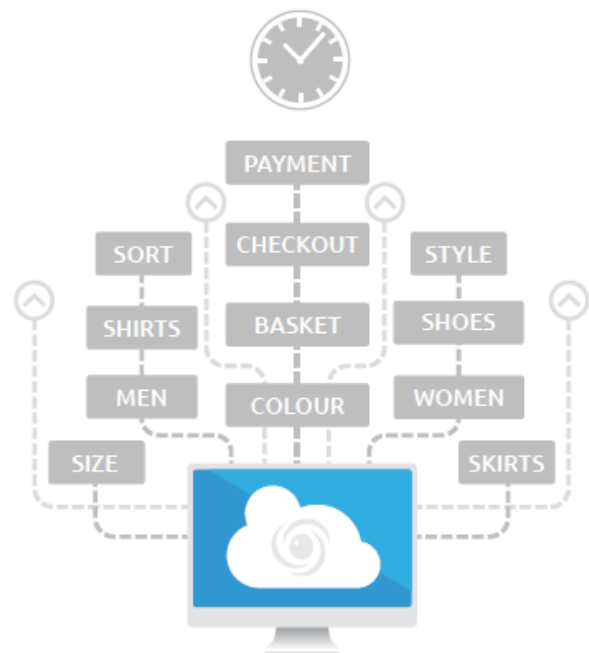 PAYMENT
SORT
CHECKOUT
STYLE
SHIRTS
BASKET
SHOES
MEN
COLOUR
WOMEN
SIZE
SKIRTS